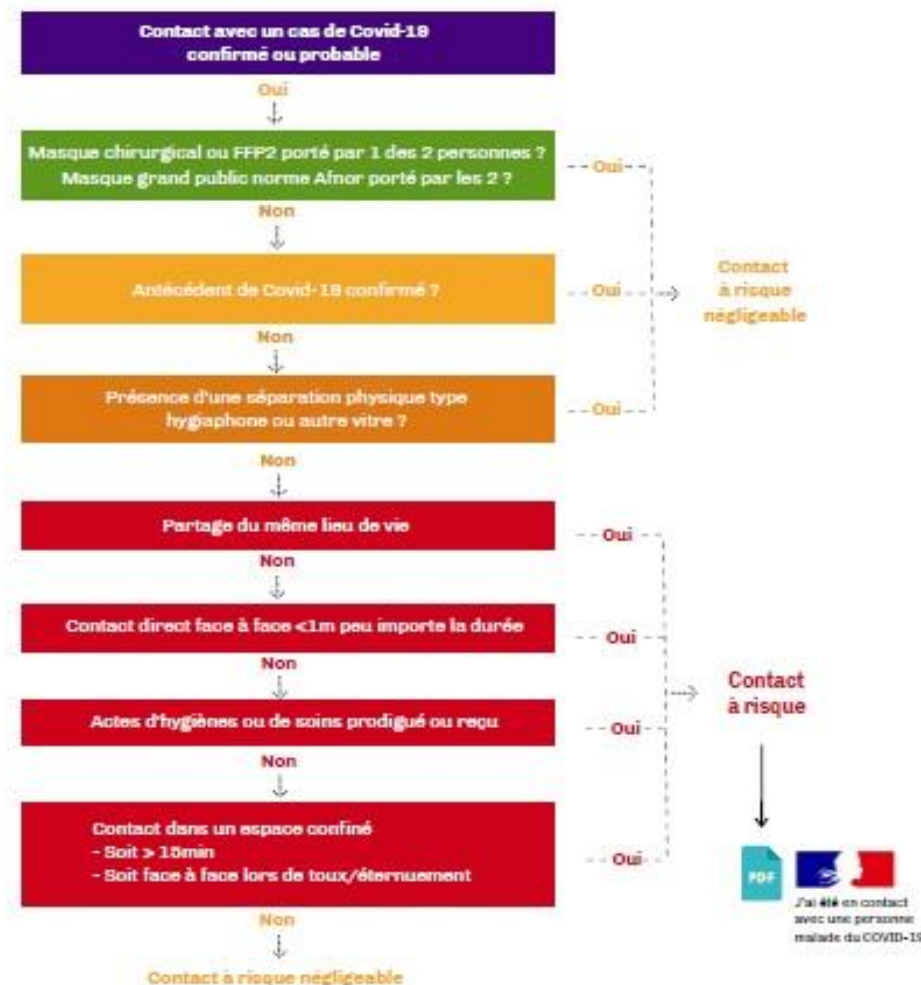 Contact avec un cas de Covid-19
confirmé ou probable
Oui
Masque chirurgical ou FFP2 porté par 1 des 2 personnes ?
Masque grand public norme Afnor porté par les 2 ?
Oui
Non
Antécédent de Covid-19 confirmé ?
Oui
Contact
à risque
négligeable
Non
Présence d'une séparation physique type
hygiaphone ou autre vitre ?
Oui
Non
Partage du même lieu de vie
Oui
Non
Contact direct face à face <1m peu importe la durée
Oui
Non
Actes d'hygiènes ou de soins prodigué ou reçu
Oui
Contact
à risque
Non
Contact dans un espace confiné
- Soit > 15min
- Soit face à face lors de toux/éternuement
Oui
PDF
J'ai été en contact
avec une personne
malade du COVID-19
Non
Contact à risque négligeable